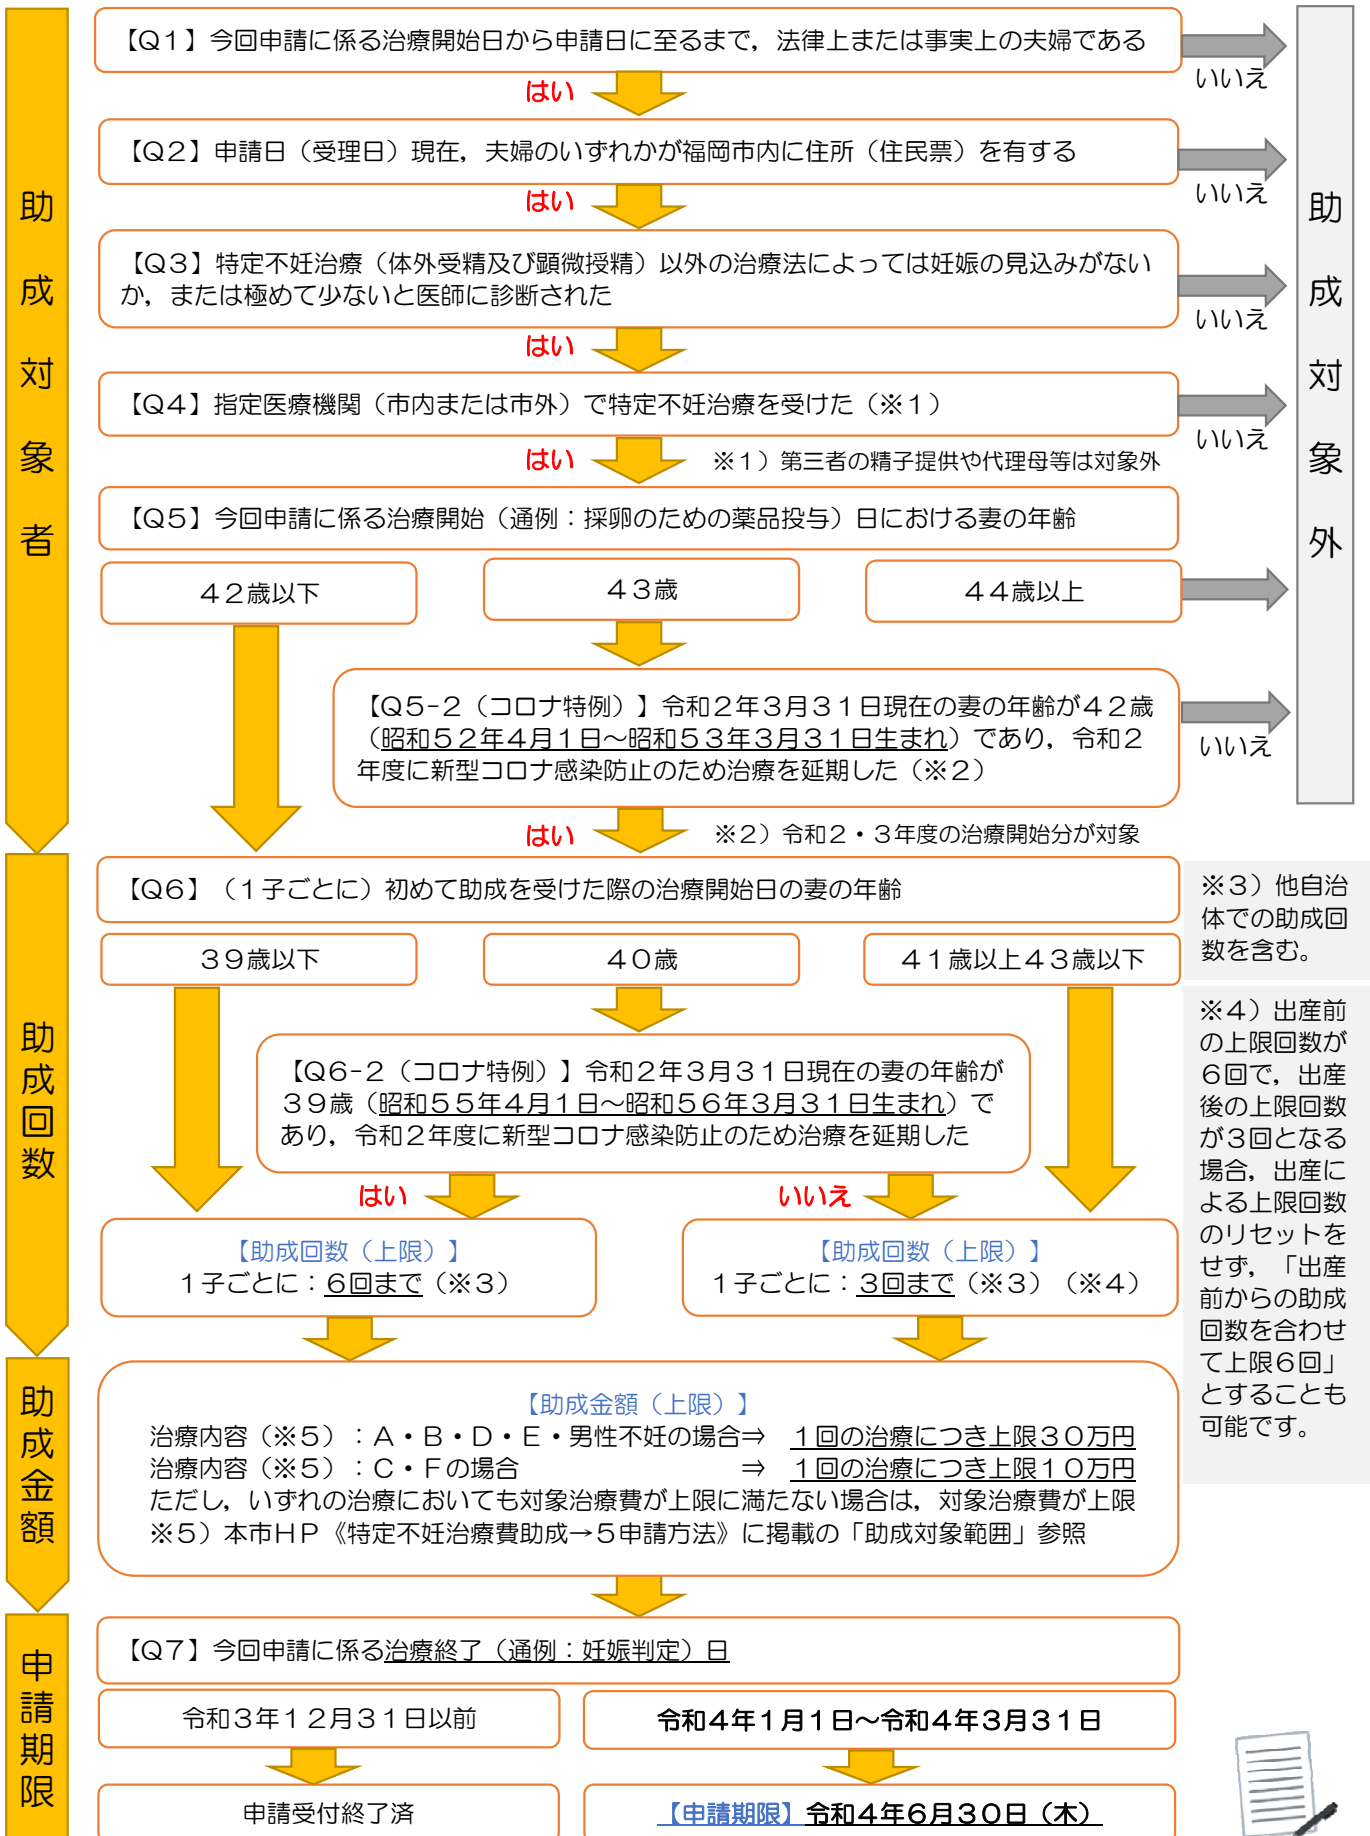 助成対象者
【Q1】今回申請に係る治療開始日から申請日に至るまで，法律上または事実上の夫婦である
いいえ
はい
【Q2】申請日（受理日）現在，夫婦のいずれかが福岡市内に住所（住民票）を有する
いいえ
はい
【Q3】特定不妊治療（体外受精及び顕微授精）以外の治療法によっては妊娠の見込みがない
か，または極めて少ないと医師に診断された
いいえ
はい
【Q4】指定医療機関（市内または市外）で特定不妊治療を受けた（※1）
いいえ
はい
※1）第三者の精子提供や代理母等は対象外
【Q5】今回申請に係る治療開始（通例：採卵のための薬品投与）日における妻の年齢
42歳以下
43歳
44歳以上
【Q5-2（コロナ特例）】令和2年3月31日現在の妻の年齢が42歳
（昭和52年4月1日～昭和53年3月31日生まれ）であり，令和2
年度に新型コロナ感染防止のため治療を延期した（※2）
いいえ
はい
※2）令和2・3年度の治療開始分が対象
助成対象外
助成回数
【Q6】（1子ごとに）初めて助成を受けた際の治療開始日の妻の年齢
39歳以下
40歳
41歳以上43歳以下
【Q6-2（コロナ特例）】令和2年3月31日現在の妻の年齢が
39歳（昭和55年4月1日～昭和56年3月31日生まれ）で
あり，令和2年度に新型コロナ感染防止のため治療を延期した
はい
いいえ
【助成回数（上限）】
1子ごとに：6回まで（※3）
【助成回数（上限）】
1子ごとに：3回まで（※3）（※4）
※3）他自治
体での助成回
数を含む。
※4）出産前
の上限回数が
6回で，出産
後の上限回数
が3回となる
場合，出産に
よる上限回数
のリセットを
せず，「出産
前からの助成
回数を合わせ
て上限6回」
とすることも
可能です。
助成金額
【助成金額（上限）】
治療内容（※5）：A・B・D・E・男性不妊の場合⇒ 1回の治療につき上限30万円
治療内容（※5）：C・Fの場合 ⇒ 1回の治療につき上限10万円
ただし，いずれの治療においても対象治療費が上限に満たない場合は，対象治療費が上限
※5）本市HP《特定不妊治療費助成→5申請方法》に掲載の「助成対象範囲」参照
申請期限
【Q7】今回申請に係る治療終了（通例：妊娠判定）日
令和3年12月31日以前
令和4年1月1日～令和4年3月31日
申請受付終了済
【申請期限】令和4年6月30日（木）